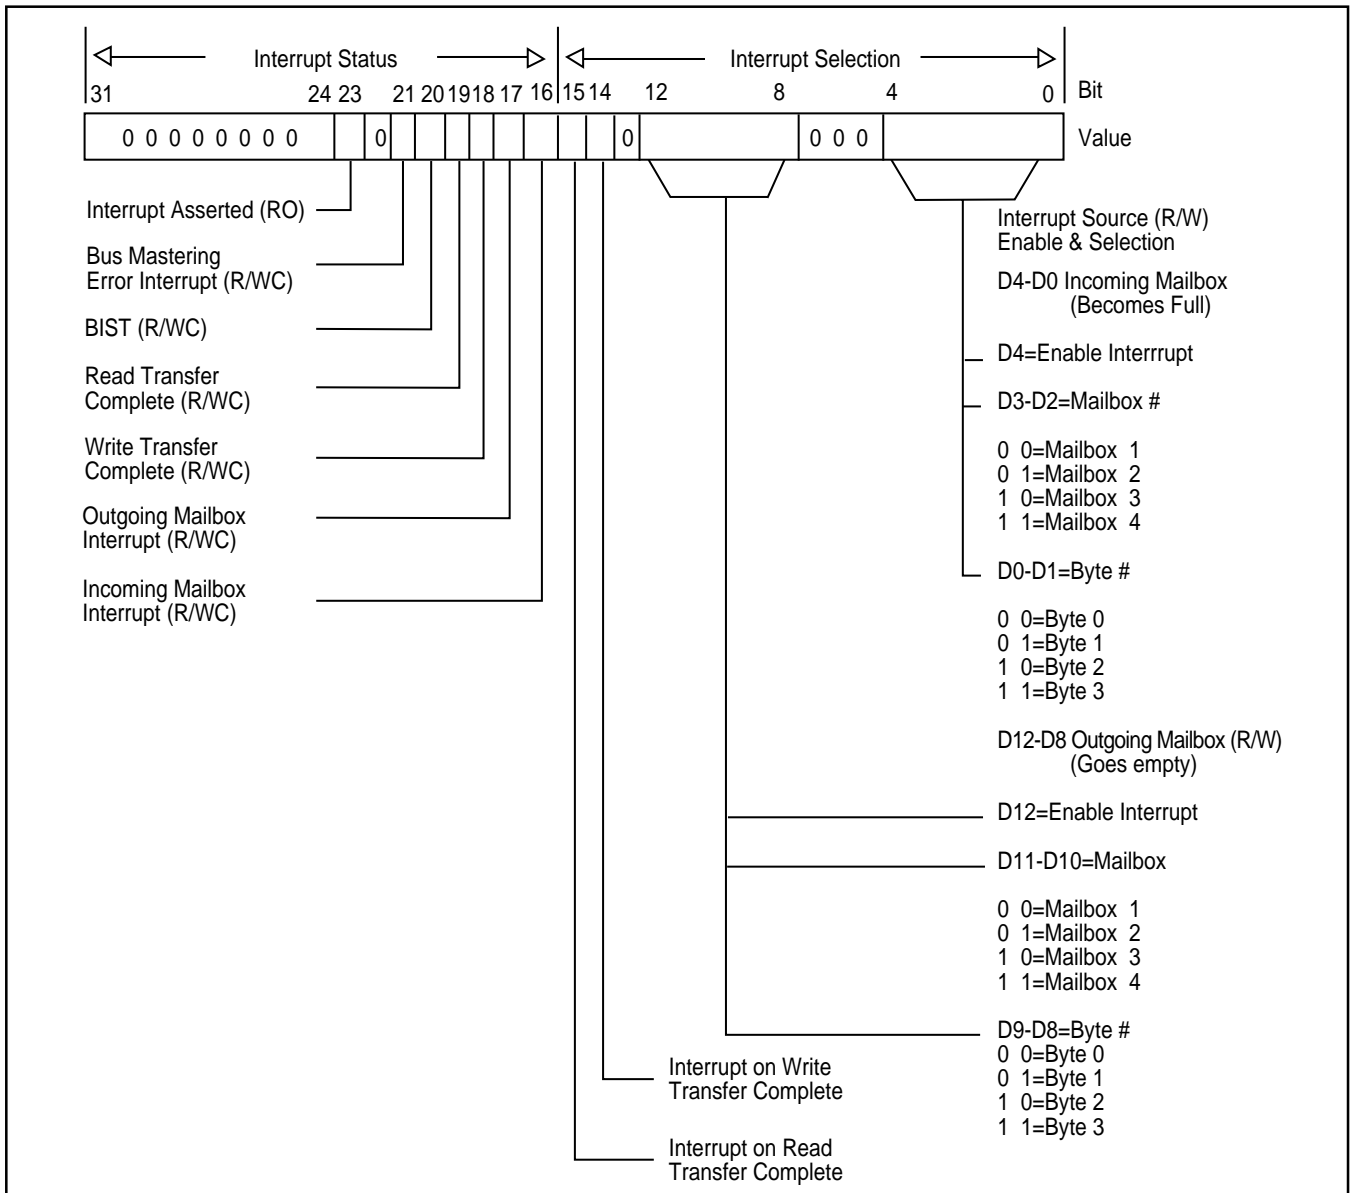 Interrupt Status Interrupt Selection
31 24 23 21 20 19 18 17 16 15 14 12 8 4 0 Bit
0 0 0 0 0 0 0 0 0 0 0 0 0 Value
Interrupt Asserted (RO)
Bus Mastering
Error Interrupt (R/WC)
BIST (R/WC)
Read Transfer
Complete (R/WC)
Write Transfer
Complete (R/WC)
Outgoing Mailbox
Interrupt (R/WC)
Incoming Mailbox
Interrupt (R/WC)
Interrupt Source (R/W)
Enable & Selection
D4-D0 Incoming Mailbox
(Becomes Full)
D4=Enable Interrrupt
D3-D2=Mailbox #
0 0=Mailbox 1
0 1=Mailbox 2
1 0=Mailbox 3
1 1=Mailbox 4
D0-D1=Byte #
0 0=Byte 0
0 1=Byte 1
1 0=Byte 2
1 1=Byte 3
D12-D8 Outgoing Mailbox (R/W)
(Goes empty)
D12=Enable Interrupt
D11-D10=Mailbox
0 0=Mailbox 1
0 1=Mailbox 2
1 0=Mailbox 3
1 1=Mailbox 4
D9-D8=Byte #
0 0=Byte 0
0 1=Byte 1
1 0=Byte 2
1 1=Byte 3
Interrupt on Write
Transfer Complete
Interrupt on Read
Transfer Complete